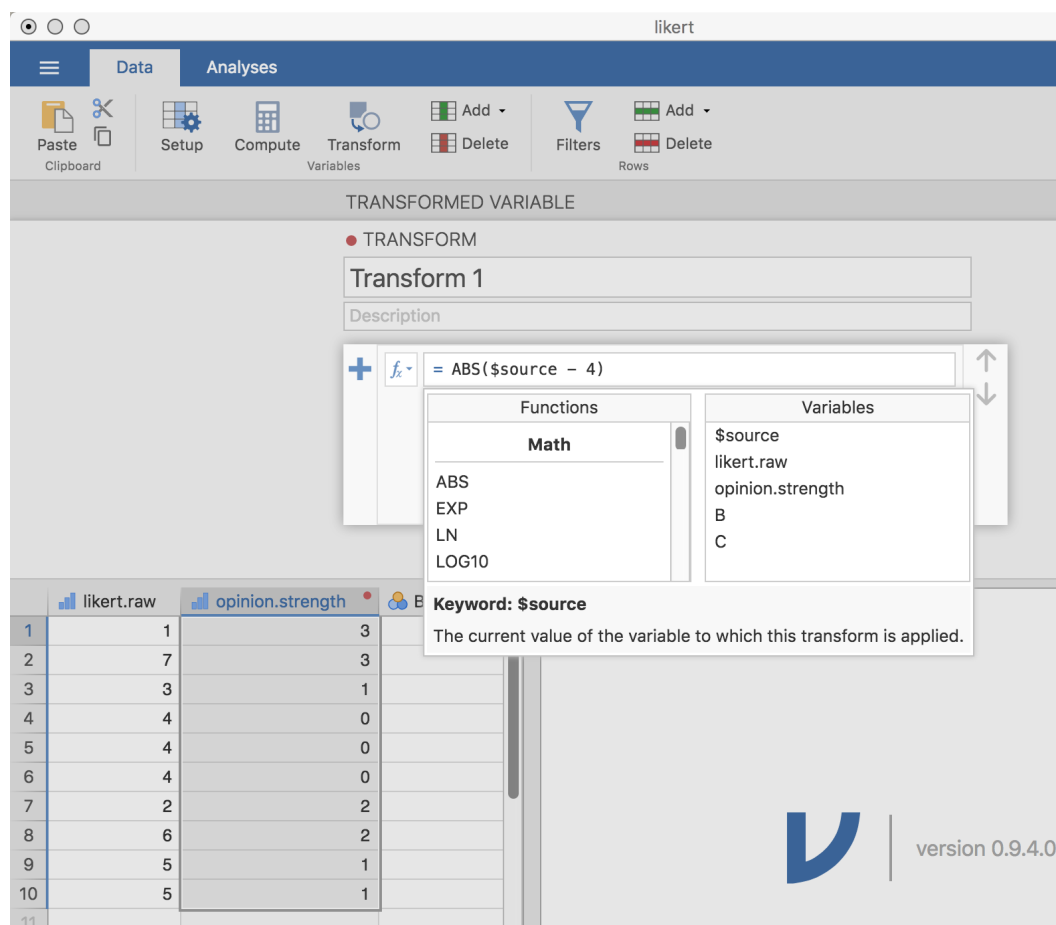 likert
Data Analyses
Paste Setup Compute Transform Add Delete Filters Add Delete
Clipboard Variables Rows
TRANSFORMED VARIABLE
TRANSFORM
Transform 1
Description
fx = ABS($source - 4)
Functions Variables
Math
$source
likert.raw
ABS
opinion.strength
EXP
B
LN
C
LOG10
Keyword: $source
The current value of the variable to which this transform is applied.
likert.raw opinion.strength B
1 1 3
2 7 3
3 3 1
4 4 0
5 4 0
6 4 0
7 2 2
8 6 2
9 5 1
10 5 1
11
version 0.9.4.0